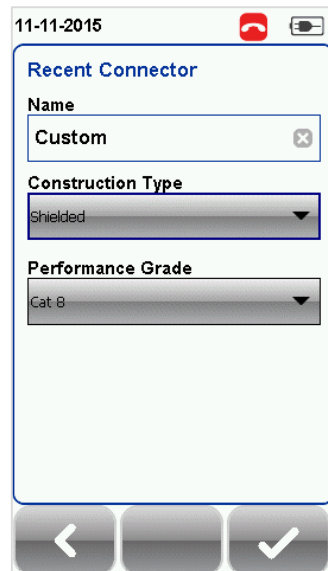 11-11-2015
Recent Connector
Name
Custom
Construction Type
Shielded
Performance Grade
Cat 8